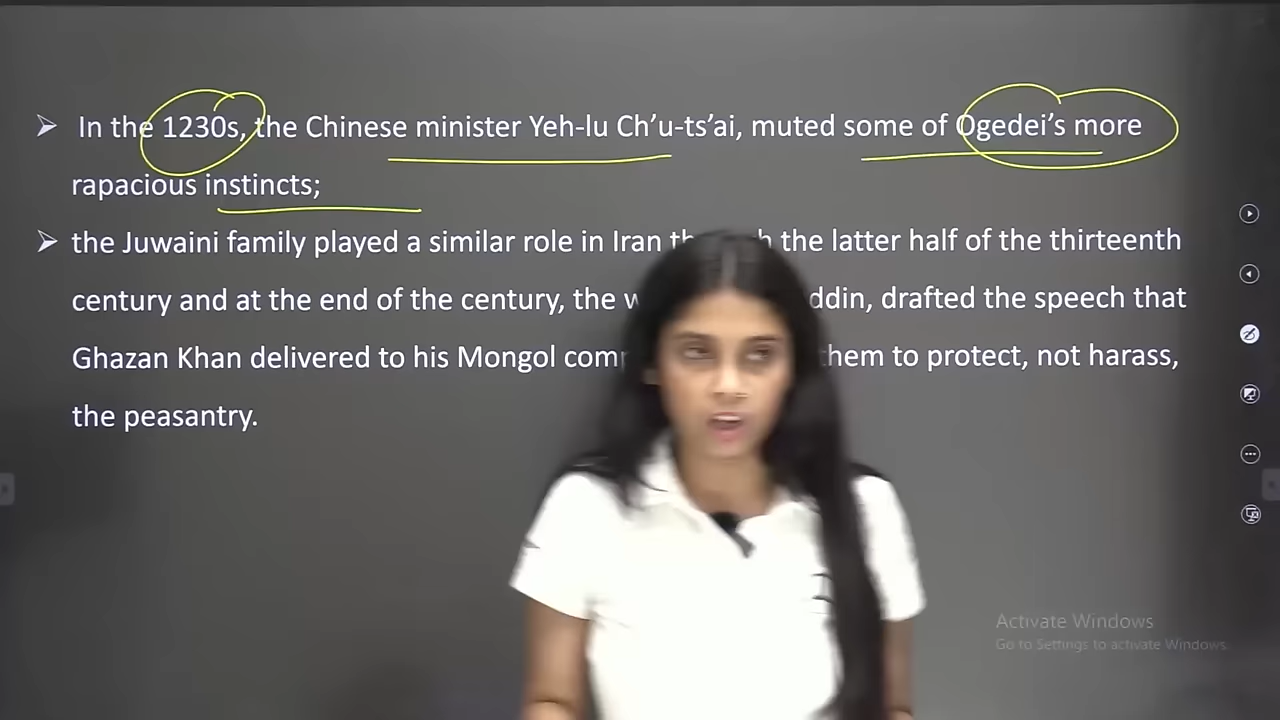 ➤ In the 1230s, the Chinese minister Yeh-lu Ch’u-ts’ai, muted some of Ogedei’s more
rapacious instincts;
➤ the Juwaini family played a similar role in Iran the latter half of the thirteenth
century and at the end of the century, the ddin, drafted the speech that
Ghazan Khan delivered to his Mongol them to protect, not harass,
the peasantry.
Activate Windows
Go to Settings to activate Windows.